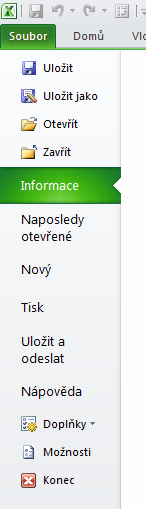 Soubor Domů
Uložit
Uložit jako
Otevřít
Zavřít
Informace
Naposledy
otevřené
Nový
Tisk
Uložit a
odeslat
Nápověda
Doplňky
Možnosti
Konec